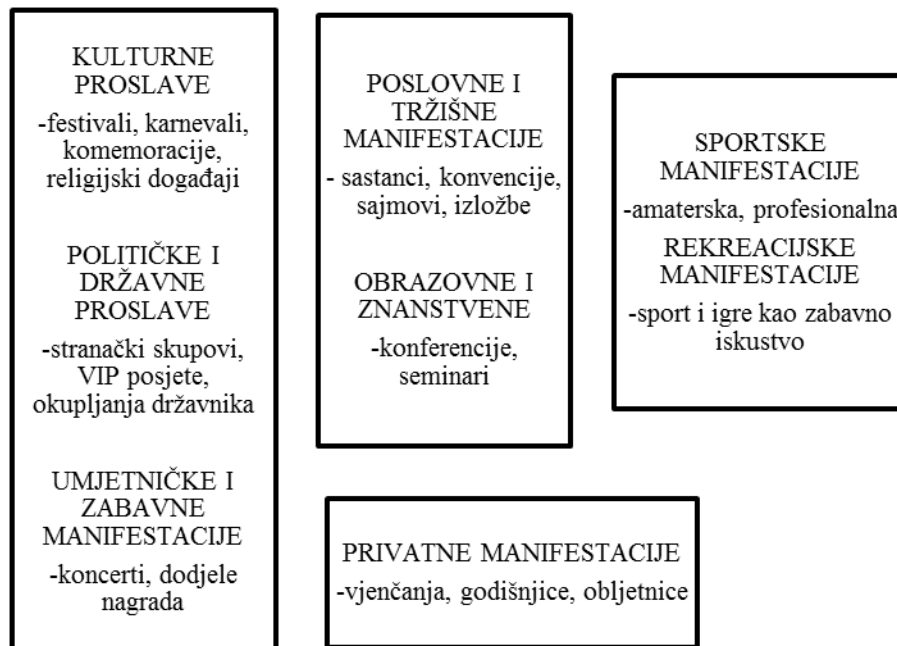 KULTURNE
PROSLAVE
-festivali, karnevali,
komemoracije,
religijski događaji
POLITIČKE I
DRŽAVNE
PROSLAVE
-stranački skupovi,
VIP posjete,
okupljanja državnika
UMJETNIČKE I
ZABAVNE
MANIFESTACIJE
-koncerti, dodjele
nagrada
POSLOVNE I
TRŽIŠNE
MANIFESTACIJE
- sastanci, konvencije,
sajmovi, izložbe
OBRAZOVNE I
ZNANSTVENE
-konferencije,
seminari
SPORTSKE
MANIFESTACIJE
-amaterska, profesionalna
REKREACIJSKE
MANIFESTACIJE
-sport i igre kao zabavno
iskustvo
PRIVATNE MANIFESTACIJE
-vjenčanja, godišnjice, obljetnice